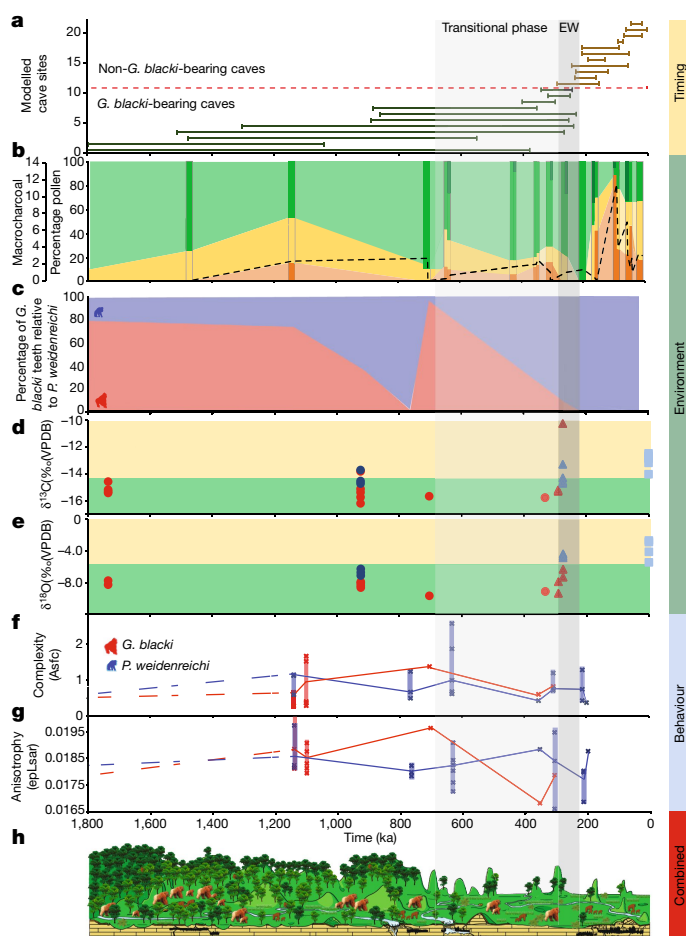 a
Modelled
cave sites
20
15
10
5
0
Transitional phase
EW
Non-G. blacki-bearing caves
G. blacki-bearing caves
Timing
b
Macrocharcoal
14
12
10
8
6
4
2
0
Percentage pollen
100
80
60
40
20
c
Percentage of G.
blacki teeth relative
to P. weidenreichi
100
80
60
40
20
0
Environment
d
δ13C(‰(VPDB)
−10
−12
−14
−16
e
δ18O(‰(VPDB)
0
−4.0
−8.0
f
Complexity
(Asfc)
2
1
0
G. blacki
P. weidenreichi
Behaviour
g
Anisotrophy
(epLsar)
0.0195
0.0185
0.0175
0.0165
1,800
1,600
1,400
1,200
1,000
800
600
400
200
0
Time (ka)
h
Combined